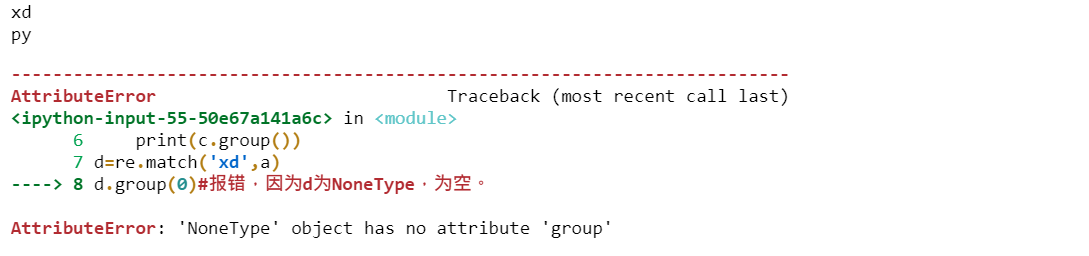 xd
py
---------------------------------------------------------------------------
AttributeError                            Traceback (most recent call last)
<ipython-input-55-50e67a141a6c> in <module>
      6     print(c.group())
      7 d=re.match('xd',a)
----> 8 d.group(0)#报错，因为d为NoneType，为空。
AttributeError: 'NoneType' object has no attribute 'group'